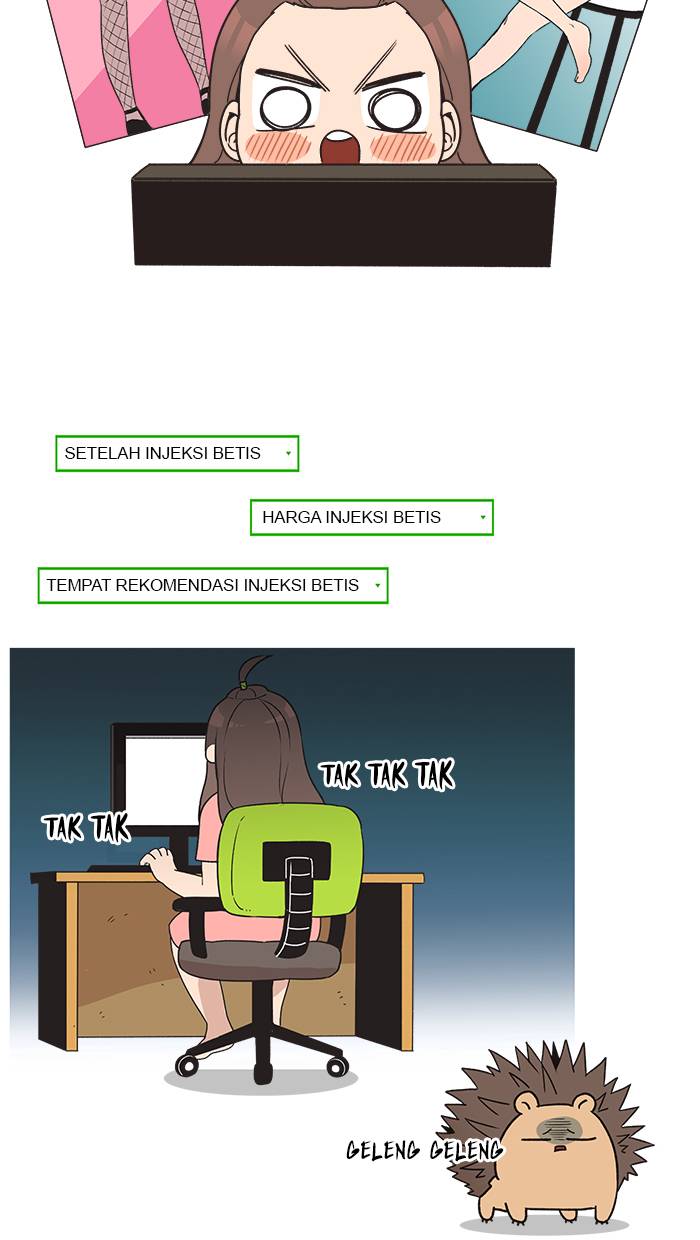 SETELAH INJEKSI BETIS
HARGA INJEKSI BETIS
TEMPAT REKOMENDASI INJEKSI BETIS
TAK TAK TAK
TAK TAK
GELENG GELENG